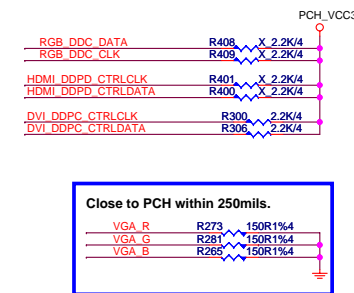 PCH_VCC3
RGB_DDC_DATA R408 X_2.2K/4
RGB_DDC_CLK R409 X_2.2K/4
HDMI_DDPD_CTRLCLK R401 X_2.2K/4
HDMI_DDPD_CTRLDATA R400 X_2.2K/4
DVI_DDPC_CTRLCLK R300 2.2K/4
DVI_DDPC_CTRLDATA R306 2.2K/4
Close to PCH within 250mils.
VGA_R R273 150R1%4
VGA_G R281 150R1%4
VGA_B R265 150R1%4